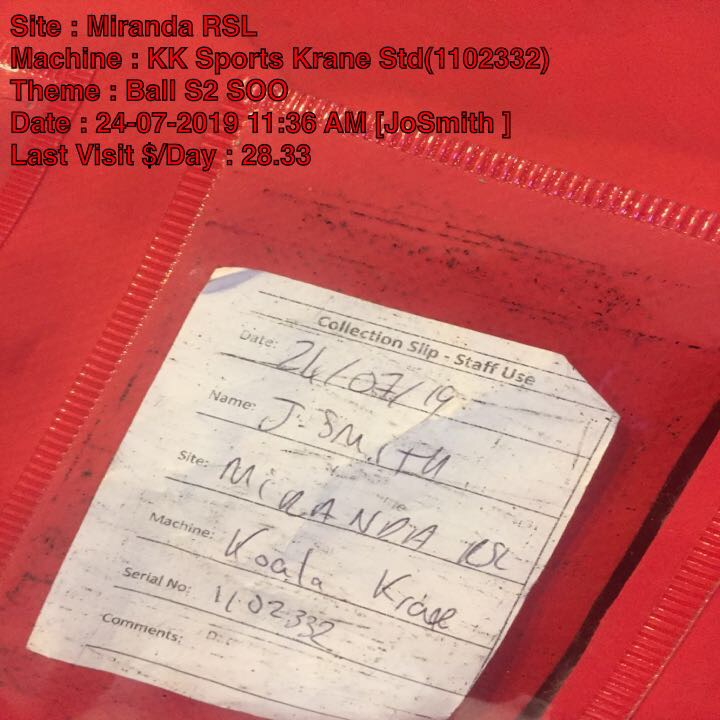 Site : Miranda RSL
Machine : KK Sports Krane Std(1102332)
Theme : Ball S2 SOO
Date : 24-07-2019 11:36 AM [JoSmith ]
Last Visit $/Day : 28.33
Collection Slip - Staff Use
Date: 24/07/19
Name: J. SMITH
Site: MIRANDA RSL
Machine: Koala Krane
Serial No: 1102332
Comments: